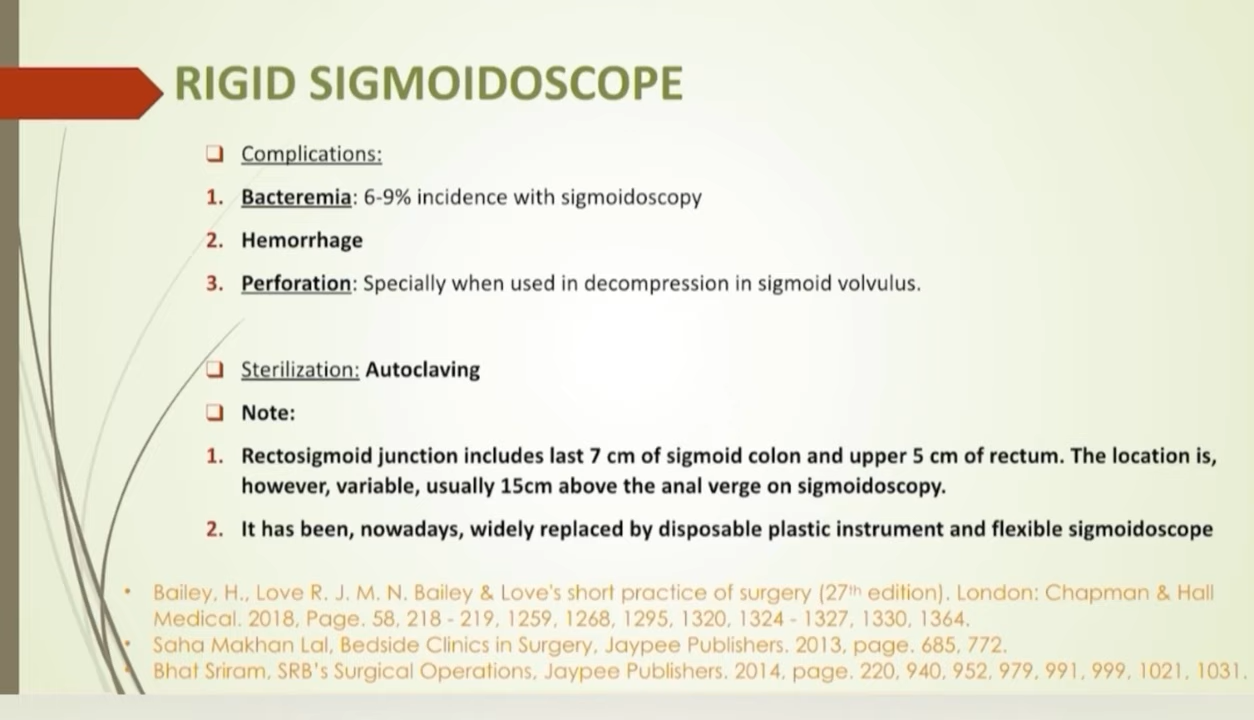 RIGID SIGMOIDOSCOPE
❑ Complications:
1. Bacteremia: 6-9% incidence with sigmoidoscopy
2. Hemorrhage
3. Perforation: Specially when used in decompression in sigmoid volvulus.
❑ Sterilization: Autoclaving
❑ Note:
1. Rectosigmoid junction includes last 7 cm of sigmoid colon and upper 5 cm of rectum. The location is,
however, variable, usually 15cm above the anal verge on sigmoidoscopy.
2. It has been, nowadays, widely replaced by disposable plastic instrument and flexible sigmoidoscope
• Bailey, H., Love R. J. M. N. Bailey & Love's short practice of surgery (27th edition). London: Chapman & Hall
Medical. 2018, Page. 58, 218 - 219, 1259, 1268, 1295, 1320, 1324 - 1327, 1330, 1364.
• Saha Makhan Lal, Bedside Clinics in Surgery, Jaypee Publishers. 2013, page. 685, 772.
• Bhat Sriram, SRB's Surgical Operations, Jaypee Publishers. 2014, page. 220, 940, 952, 979, 991, 999, 1021, 1031.